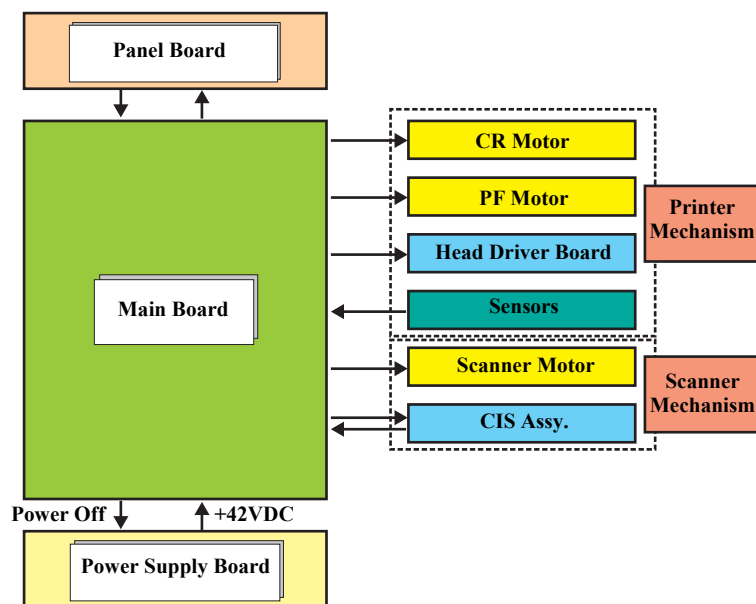 Panel Board
CR Motor
PF Motor
Printer
Mechanism
Head Driver Board
Main Board
Sensors
Scanner Motor
Scanner
Mechanism
CIS Assy.
Power Off
+42VDC
Power Supply Board